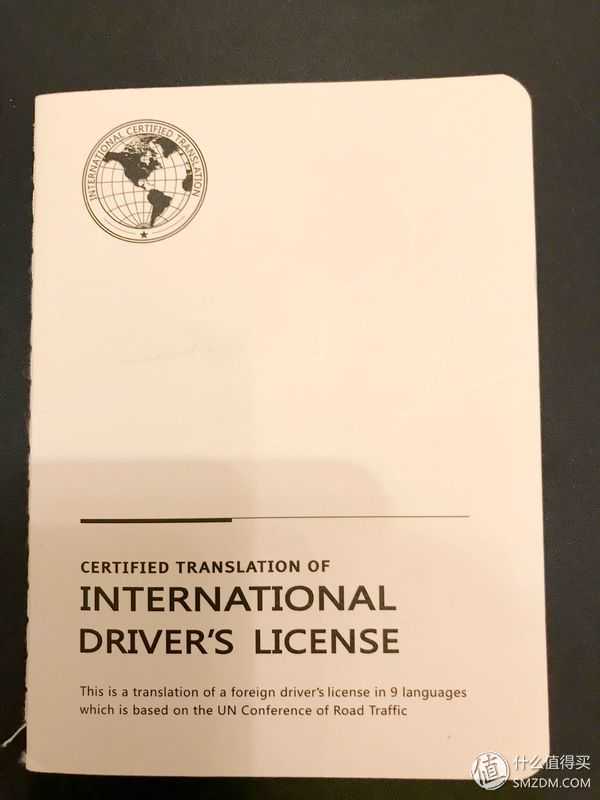 INTERNATIONAL CERTIFIED TRANSLATION
CERTIFIED TRANSLATION OF
INTERNATIONAL
DRIVER'S LICENSE
This is a translation of a foreign driver's license in 9 languages
which is based on the UN Conference of Road Traffic
值 什么值得买
SMZDM.COM